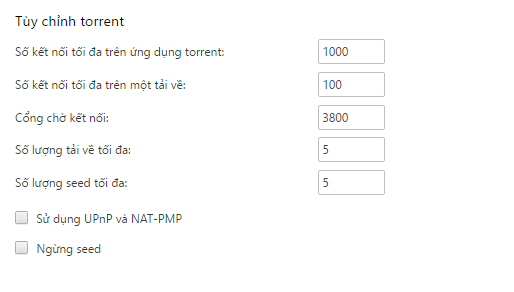 Tùy chỉnh torrent
Số kết nối tối đa trên ứng dụng torrent: 1000
Số kết nối tối đa trên một tải về: 100
Cổng chờ kết nối: 3800
Số lượng tải về tối đa: 5
Số lượng seed tối đa: 5
Sử dụng UPnP và NAT-PMP
Ngừng seed